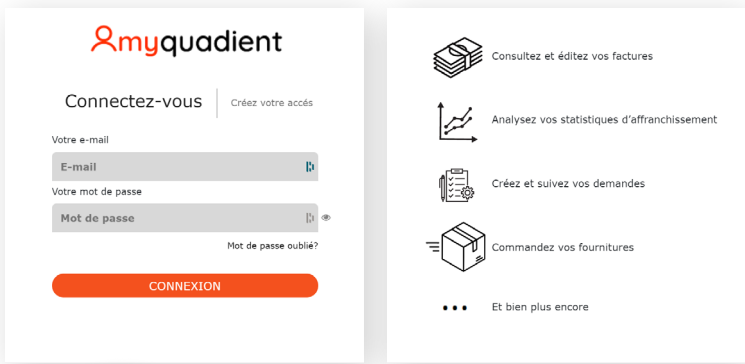 myquadient
Connectez-vous
Créez votre accés
Votre e-mail
E-mail
Votre mot de passe
Mot de passe
Mot de passe oublié?
CONNEXION
Consultez et éditez vos factures
Analysez vos statistiques d'affranchissement
Créez et suivez vos demandes
Commandez vos fournitures
Et bien plus encore